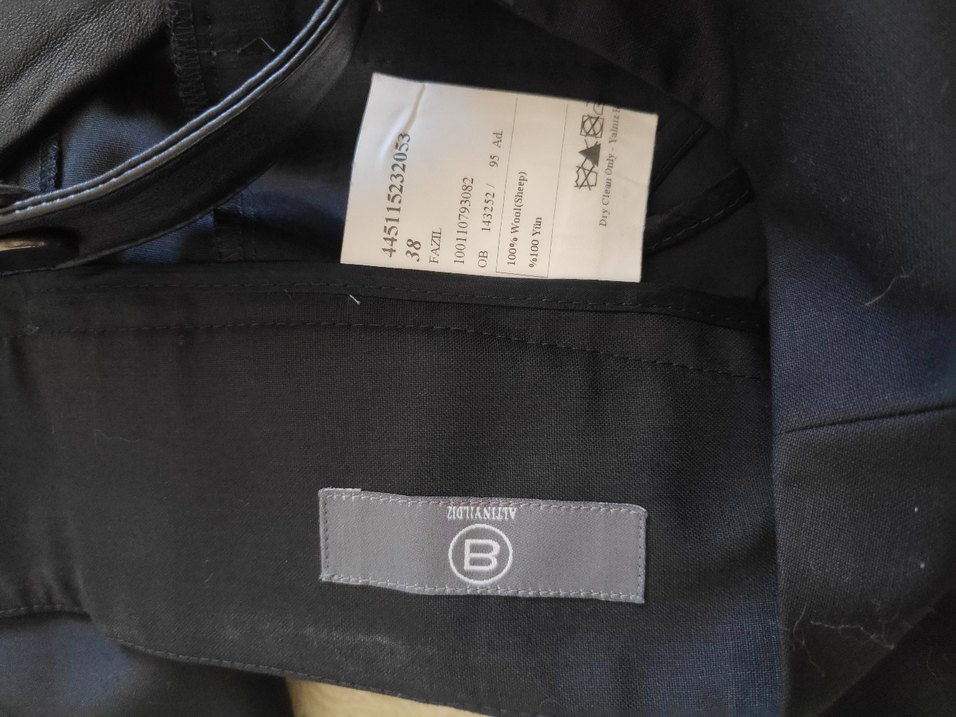 445115232053
38
FAZIL
100110793082
OB 143252 / 95 Ad.
100% Wool(Sheep)
%100 Yün
Dry Clean Only - Yalnız
ALTINYILDIZ
B